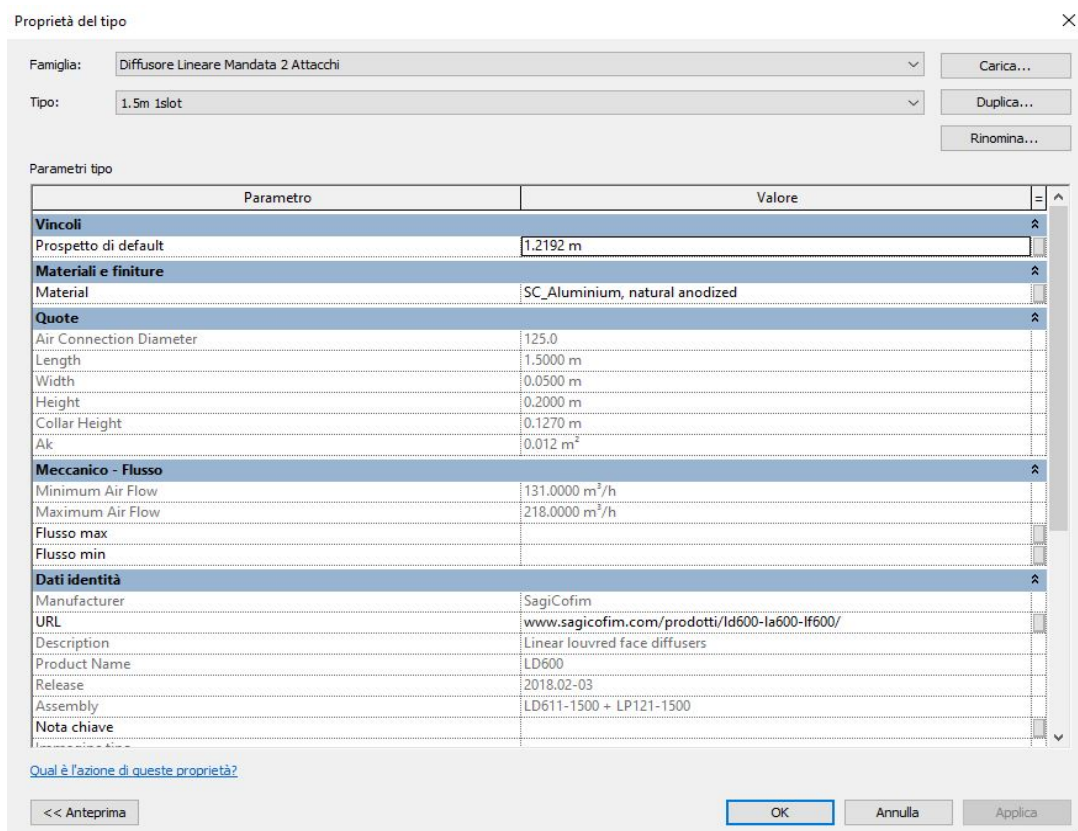 Proprietà del tipo
Famiglia: Diffusore Lineare Mandata 2 Attacchi Carica...
Tipo: 1.5m 1slot Duplica...
Rinomina...
Parametri tipo
Parametro Valore =
Vincoli
Prospetto di default 1.2192 m
Materiali e finiture
Material SC_Aluminium, natural anodized
Quote
Air Connection Diameter 125.0
Length 1.5000 m
Width 0.0500 m
Height 0.2000 m
Collar Height 0.1270 m
Ak 0.012 m²
Meccanico - Flusso
Minimum Air Flow 131.0000 m³/h
Maximum Air Flow 218.0000 m³/h
Flusso max
Flusso min
Dati identità
Manufacturer SagiCofim
URL www.sagicofim.com/prodotti/ld600-la600-lf600/
Description Linear louvred face diffusers
Product Name LD600
Release 2018.02-03
Assembly LD611-1500 + LP121-1500
Nota chiave
Qual è l'azione di queste proprietà?
<< Anteprima OK Annulla Applica